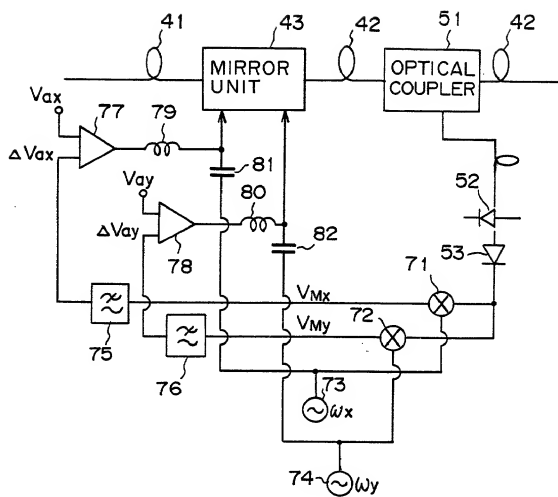 41
43
42
51
42
MIRROR
UNIT
OPTICAL
COUPLER
Vax
77
79
ΔVax
81
Vay
80
52
ΔVay
78
82
53
71
VMx
72
VMy
75
76
73
ωx
74
ωy